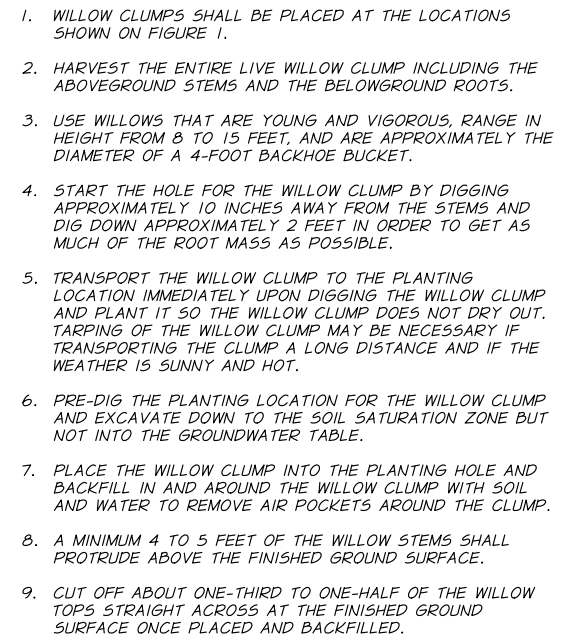 1. WILLOW CLUMPS SHALL BE PLACED AT THE LOCATIONS
SHOWN ON FIGURE 1.
2. HARVEST THE ENTIRE LIVE WILLOW CLUMP INCLUDING THE
ABOVEGROUND STEMS AND THE BELOWGROUND ROOTS.
3. USE WILLOWS THAT ARE YOUNG AND VIGOROUS, RANGE IN
HEIGHT FROM 8 TO 15 FEET, AND ARE APPROXIMATELY THE
DIAMETER OF A 4-FOOT BACKHOE BUCKET.
4. START THE HOLE FOR THE WILLOW CLUMP BY DIGGING
APPROXIMATELY 10 INCHES AWAY FROM THE STEMS AND
DIG DOWN APPROXIMATELY 2 FEET IN ORDER TO GET AS
MUCH OF THE ROOT MASS AS POSSIBLE.
5. TRANSPORT THE WILLOW CLUMP TO THE PLANTING
LOCATION IMMEDIATELY UPON DIGGING THE WILLOW CLUMP
AND PLANT IT SO THE WILLOW CLUMP DOES NOT DRY OUT.
TARPING OF THE WILLOW CLUMP MAY BE NECESSARY IF
TRANSPORTING THE CLUMP A LONG DISTANCE AND IF THE
WEATHER IS SUNNY AND HOT.
6. PRE-DIG THE PLANTING LOCATION FOR THE WILLOW CLUMP
AND EXCAVATE DOWN TO THE SOIL SATURATION ZONE BUT
NOT INTO THE GROUNDWATER TABLE.
7. PLACE THE WILLOW CLUMP INTO THE PLANTING HOLE AND
BACKFILL IN AND AROUND THE WILLOW CLUMP WITH SOIL
AND WATER TO REMOVE AIR POCKETS AROUND THE CLUMP.
8. A MINIMUM 4 TO 5 FEET OF THE WILLOW STEMS SHALL
PROTRUDE ABOVE THE FINISHED GROUND SURFACE.
9. CUT OFF ABOUT ONE-THIRD TO ONE-HALF OF THE WILLOW
TOPS STRAIGHT ACROSS AT THE FINISHED GROUND
SURFACE ONCE PLACED AND BACKFILLED.